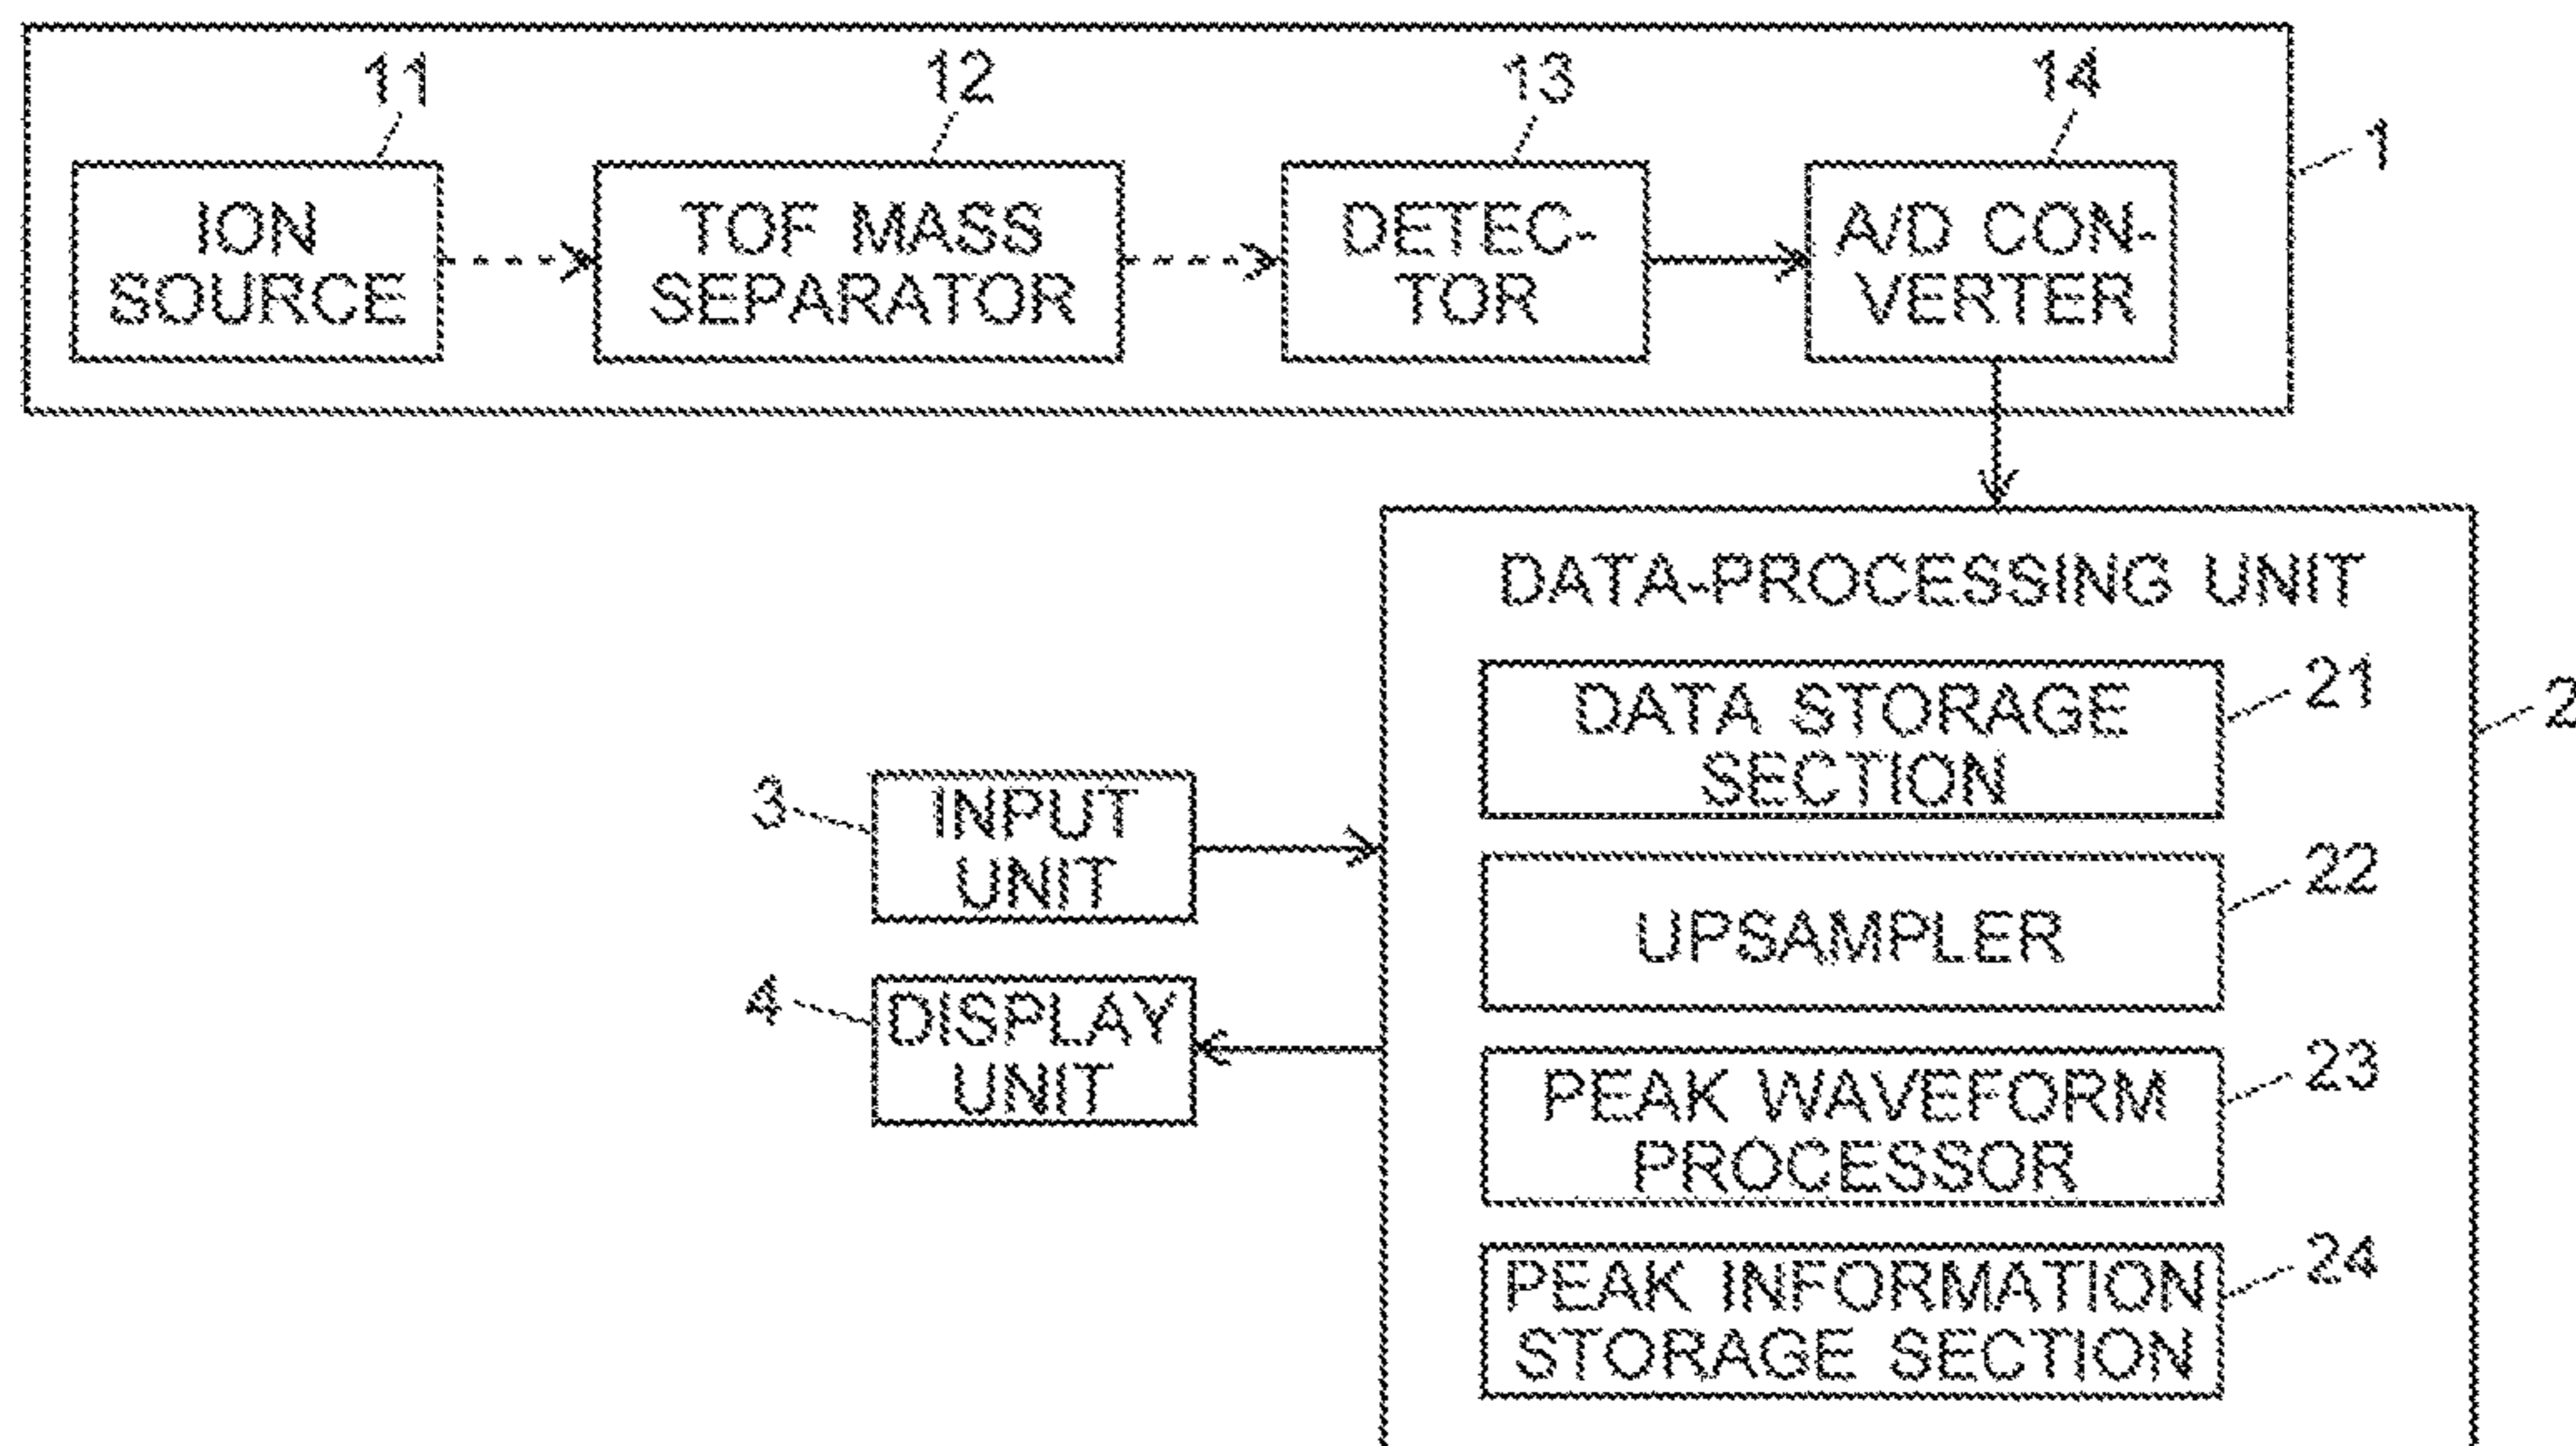 11
12
13
14
1
ION
SOURCE
TOF MASS
SEPARATOR
DETEC-
TOR
A/D CON-
VERTER
DATA-PROCESSING UNIT
DATA STORAGE
SECTION
21
2
3
INPUT
UNIT
UPSAMPLER
22
4
DISPLAY
UNIT
PEAK WAVEFORM
PROCESSOR
23
PEAK INFORMATION
STORAGE SECTION
24